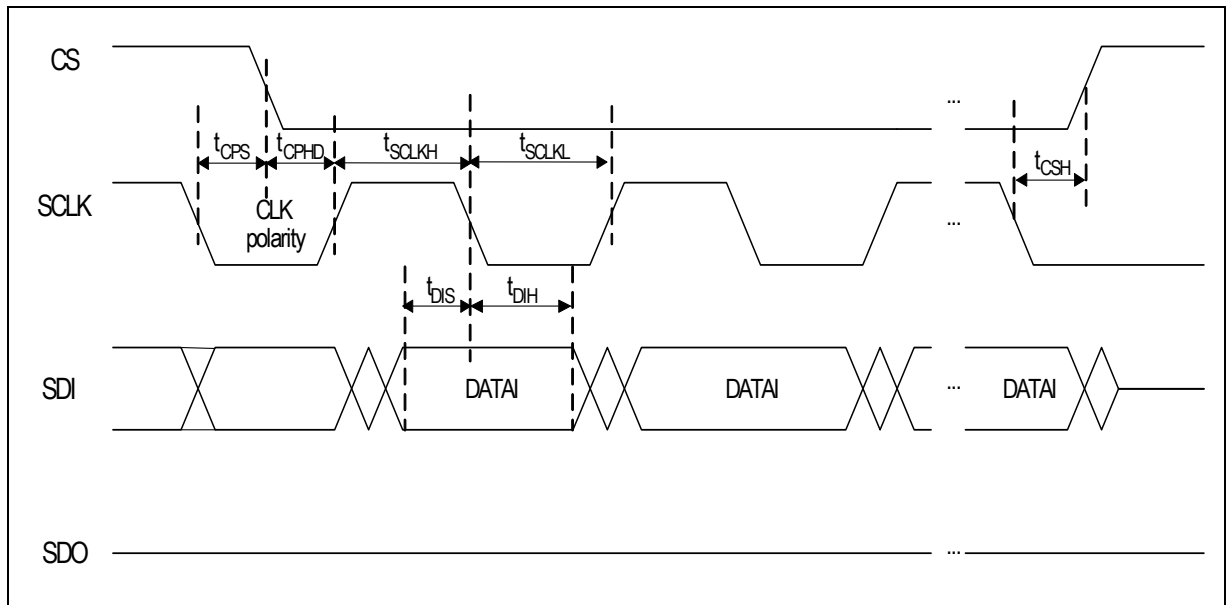 CS
...
tCPS tCPHD tSCLKH tSCLKL tCSH
SCLK
CLK
polarity
...
tDIS tDIH
SDI
DATAI DATAI ... DATAI
SDO
...